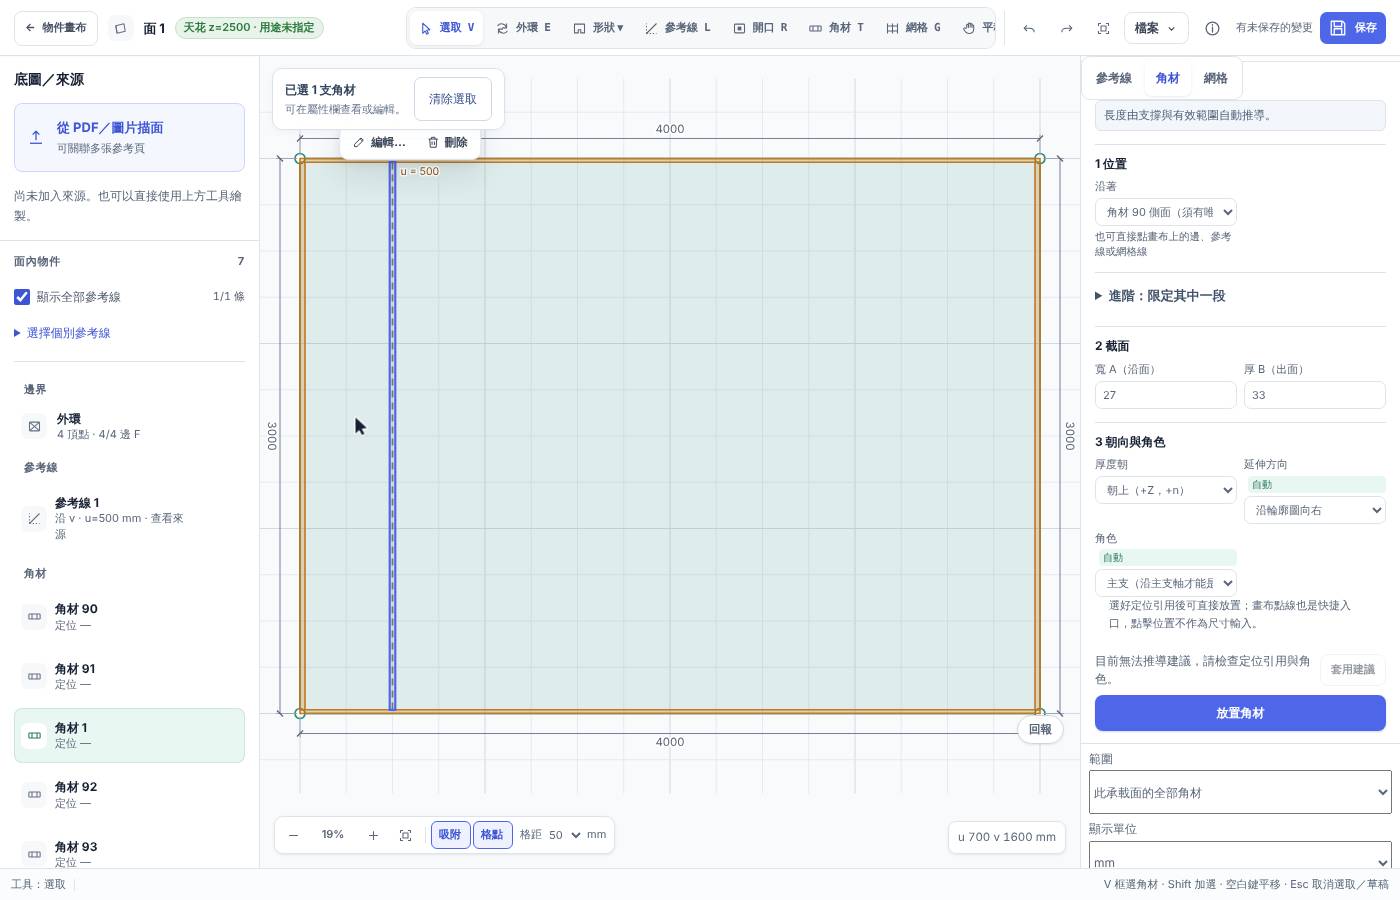 物件畫布
面 1
天花 z=2500 · 用途未指定
選取 V
外環 E
形狀▾
參考線 L
開口 R
角材 T
網格 G
檔案
有未保存的變更
保存
底圖／來源
從 PDF／圖片描面
可關聯多張參考頁
尚未加入來源。也可以直接使用上方工具繪
製。
面內物件
7
顯示全部參考線
1/1 條
選擇個別參考線
邊界
外環
4 頂點 · 4/4 邊 F
參考線
參考線 1
沿 v · u=500 mm · 查看來
源
角材
角材 90
定位 —
角材 91
定位 —
角材 1
定位 —
角材 92
定位 —
角材 93
定位 —
已選 1 支角材
可在屬性欄查看或編輯。
清除選取
編輯...
刪除
4000
u = 500
3000
3000
4000
回報
19%
吸附
格點
格距
50
mm
u 700 v 1600 mm
參考線
角材
網格
長度由支撐與有效範圍自動推導。
1 位置
沿著
角材 90 側面（須有唯
也可直接點畫布上的邊、參考
線或網格線
進階：限定其中一段
2 截面
寬 A（沿面）
厚 B（出面）
27
33
3 朝向與角色
厚度朝
延伸方向
朝上（+Z，+n）
自動
沿輪廓圖向右
角色
自動
主支（沿主支軸才能是
選好定位引用後可直接放置；畫布點線也是快捷入
口，點擊位置不作為尺寸輸入。
目前無法推導建議，請檢查定位引用與角
色。
套用建議
放置角材
範圍
此承載面的全部角材
顯示單位
mm
工具：選取
V 框選角材 · Shift 加選 · 空白鍵平移 · Esc 取消選取／草稿